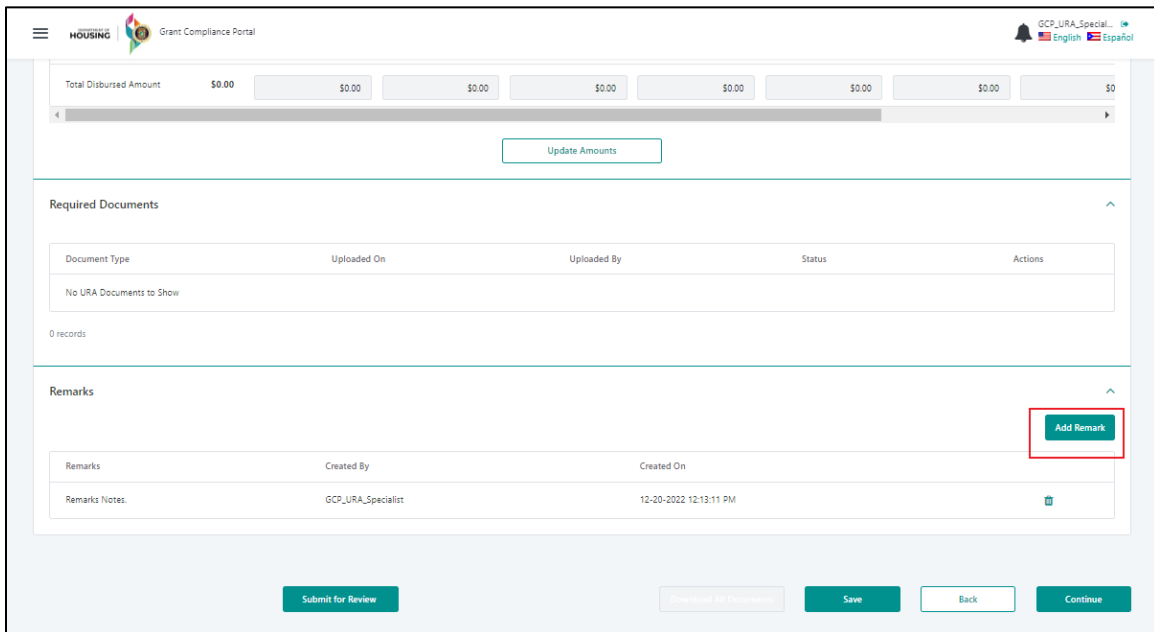 DEPARTMENT OF
HOUSING
Grant Compliance Portal
GCP_URA_Special...
English Español
Total Disbursed Amount $0.00 $0.00 $0.00 $0.00 $0.00 $0.00 $0.00 $0
Update Amounts
Required Documents
Document Type Uploaded On Uploaded By Status Actions
No URA Documents to Show
0 records
Remarks
Add Remark
Remarks Created By Created On
Remarks Notes. GCP_URA_Specialist 12-20-2022 12:13:11 PM
Submit for Review Download All Documents Save Back Continue